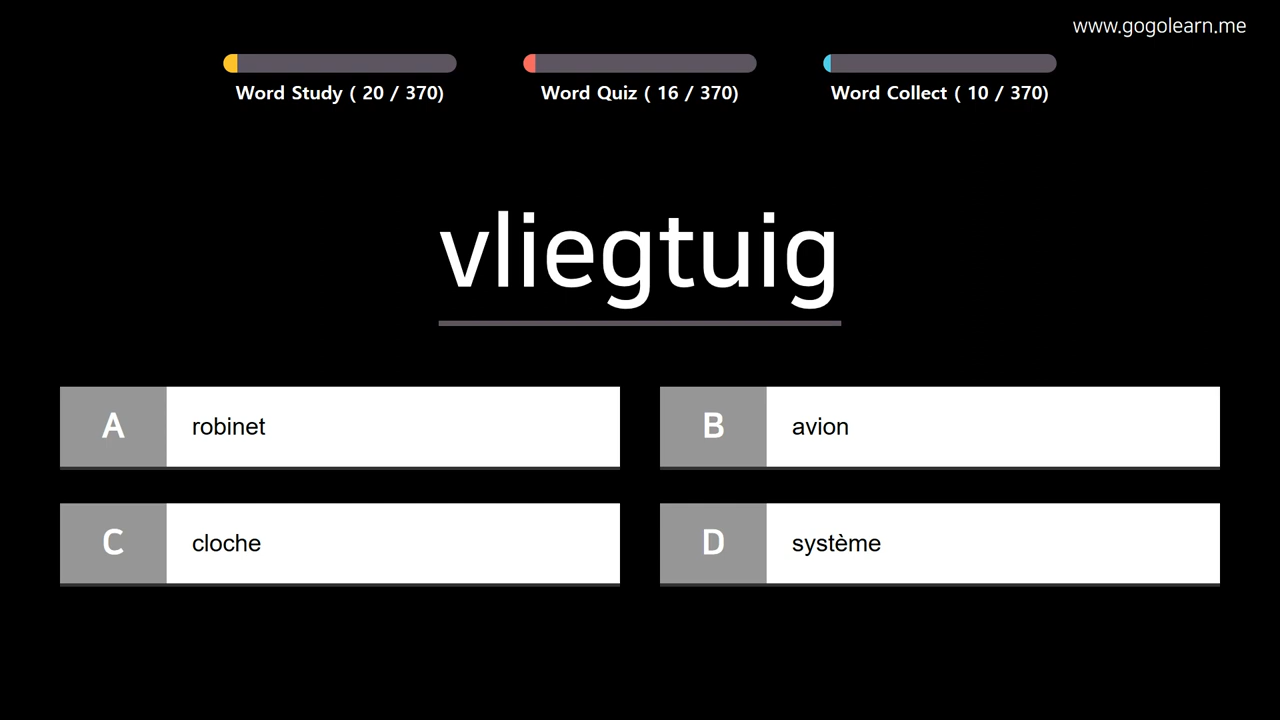 www.gogolearn.me
Word Study ( 20 / 370)
Word Quiz ( 16 / 370)
Word Collect ( 10 / 370)
vliegtuig
A robinet
B avion
C cloche
D système